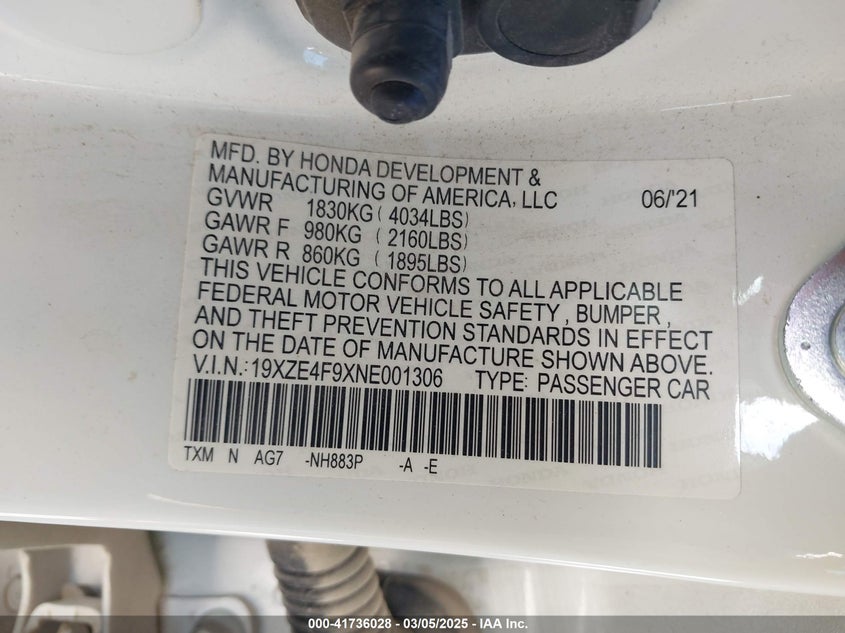 MFD. BY HONDA DEVELOPMENT &
MANUFACTURING OF AMERICA, LLC 06/'21
GVWR 1830KG ( 4034LBS)
GAWR F 980KG ( 2160LBS)
GAWR R 860KG ( 1895LBS)
THIS VEHICLE CONFORMS TO ALL APPLICABLE
FEDERAL MOTOR VEHICLE SAFETY , BUMPER ,
AND THEFT PREVENTION STANDARDS IN EFFECT
ON THE DATE OF MANUFACTURE SHOWN ABOVE.
V.I.N.: 19XZE4F9XNE001306 TYPE: PASSENGER CAR
TXM N AG7 -NH883P -A -E
000-41736028 - 03/05/2025 - IAA Inc.